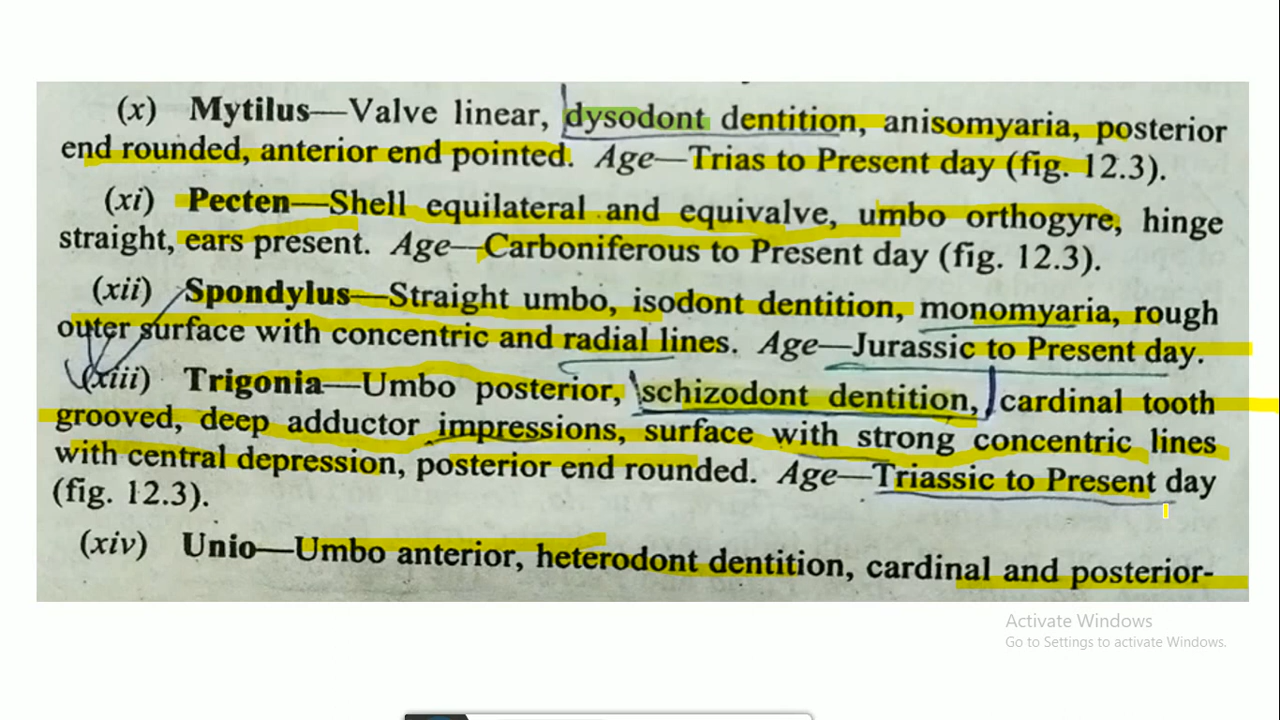 (x) Mytilus—Valve linear, dysodont dentition, anisomyaria, posterior
end rounded, anterior end pointed. Age—Trias to Present day (fig. 12.3).
(xi) Pecten—Shell equilateral and equivalve, umbo orthogyre, hinge
straight, ears present. Age—Carboniferous to Present day (fig. 12.3).
(xii) Spondylus—Straight umbo, isodont dentition, monomyaria, rough
outer surface with concentric and radial lines. Age—Jurassic to Present day.
(xiii) Trigonia—Umbo posterior, schizodont dentition, cardinal tooth
grooved, deep adductor impressions, surface with strong concentric lines
with central depression, posterior end rounded. Age—Triassic to Present day
(fig. 12.3).
(xiv) Unio—Umbo anterior, heterodont dentition, cardinal and posterior-
Activate Windows
Go to Settings to activate Windows.